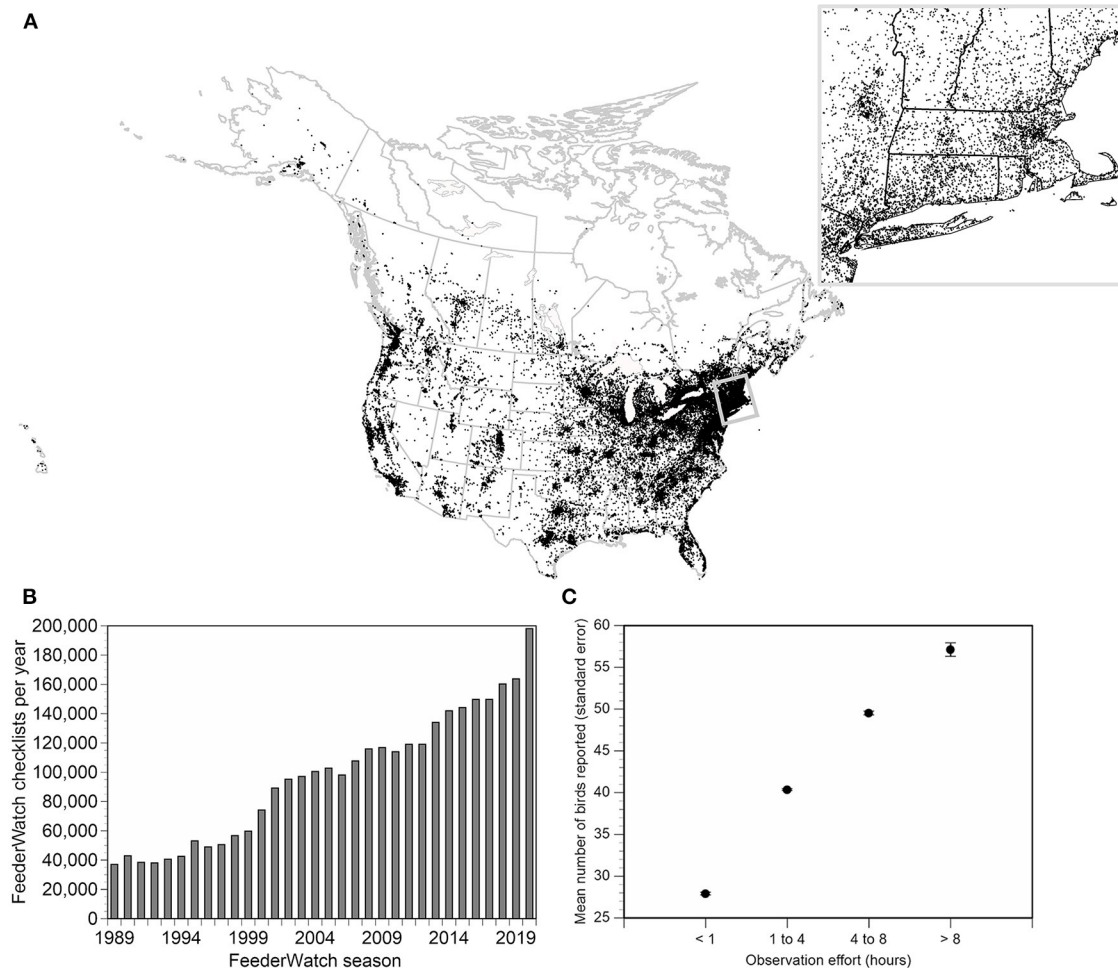 A
B
FeederWatch checklists per year
200,000
180,000
160,000
140,000
120,000
100,000
80,000
60,000
40,000
20,000
0
1989 1994 1999 2004 2009 2014 2019
FeederWatch season
C
Mean number of birds reported (standard error)
60
55
50
45
40
35
30
25
< 1 1 to 4 4 to 8 > 8
Observation effort (hours)